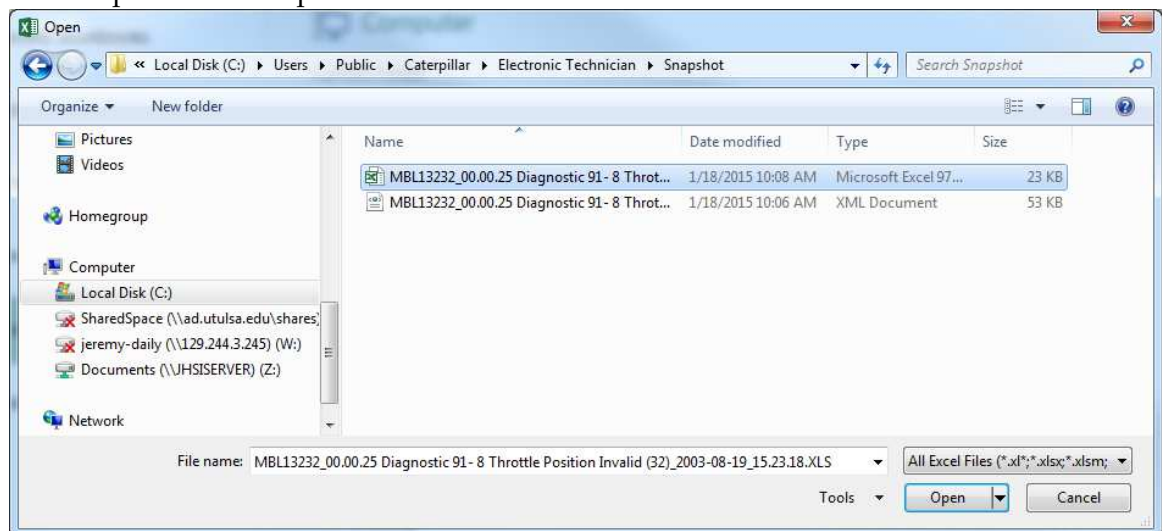 Open
« Local Disk (C:) ▸ Users ▸ Public ▸ Caterpillar ▸ Electronic Technician ▸ Snapshot
Search Snapshot
Organize
New folder
Pictures
Videos
Homegroup
Computer
Local Disk (C:)
SharedSpace (\\ad.utulsa.edu\shares)
jeremy-daily (\\129.244.3.245) (W:)
Documents (\\JHSISERVER) (Z:)
Network
Name Date modified Type Size
MBL13232_00.00.25 Diagnostic 91- 8 Throt... 1/18/2015 10:08 AM Microsoft Excel 97... 23 KB
MBL13232_00.00.25 Diagnostic 91- 8 Throt... 1/18/2015 10:06 AM XML Document 53 KB
File name: MBL13232_00.00.25 Diagnostic 91- 8 Throttle Position Invalid (32)_2003-08-19_15.23.18.XLS
All Excel Files (*.xl*;*.xlsx;*.xlsm;
Tools
Open
Cancel